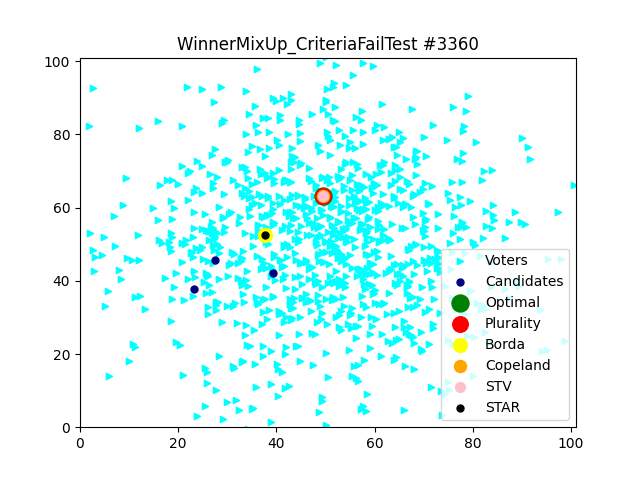 WinnerMixUp_CriteriaFailTest #3360
100
80
60
40
20
0
0 20 40 60 80 100
Voters
Candidates
Optimal
Plurality
Borda
Copeland
STV
STAR